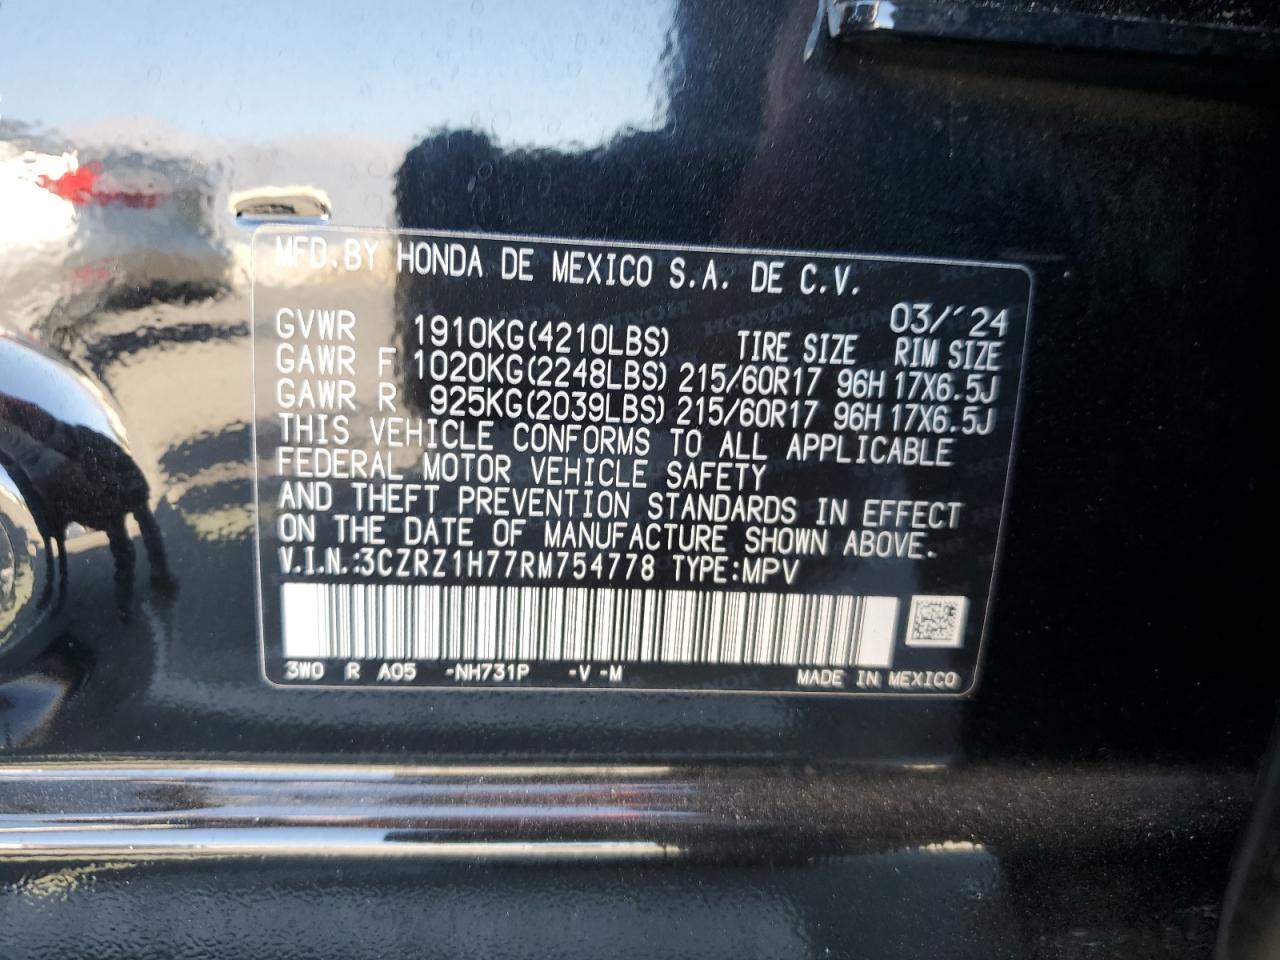 MFD.BY HONDA DE MEXICO S.A. DE C.V.
03/´24
GVWR 1910KG(4210LBS) TIRE SIZE RIM SIZE
GAWR F 1020KG(2248LBS) 215/60R17 96H 17X6.5J
GAWR R 925KG(2039LBS) 215/60R17 96H 17X6.5J
THIS VEHICLE CONFORMS TO ALL APPLICABLE
FEDERAL MOTOR VEHICLE SAFETY
AND THEFT PREVENTION STANDARDS IN EFFECT
ON THE DATE OF MANUFACTURE SHOWN ABOVE.
V.I.N.:3CZRZ1H77RM754778 TYPE:MPV
3W0 R A05 -NH731P -V -M MADE IN MEXICO